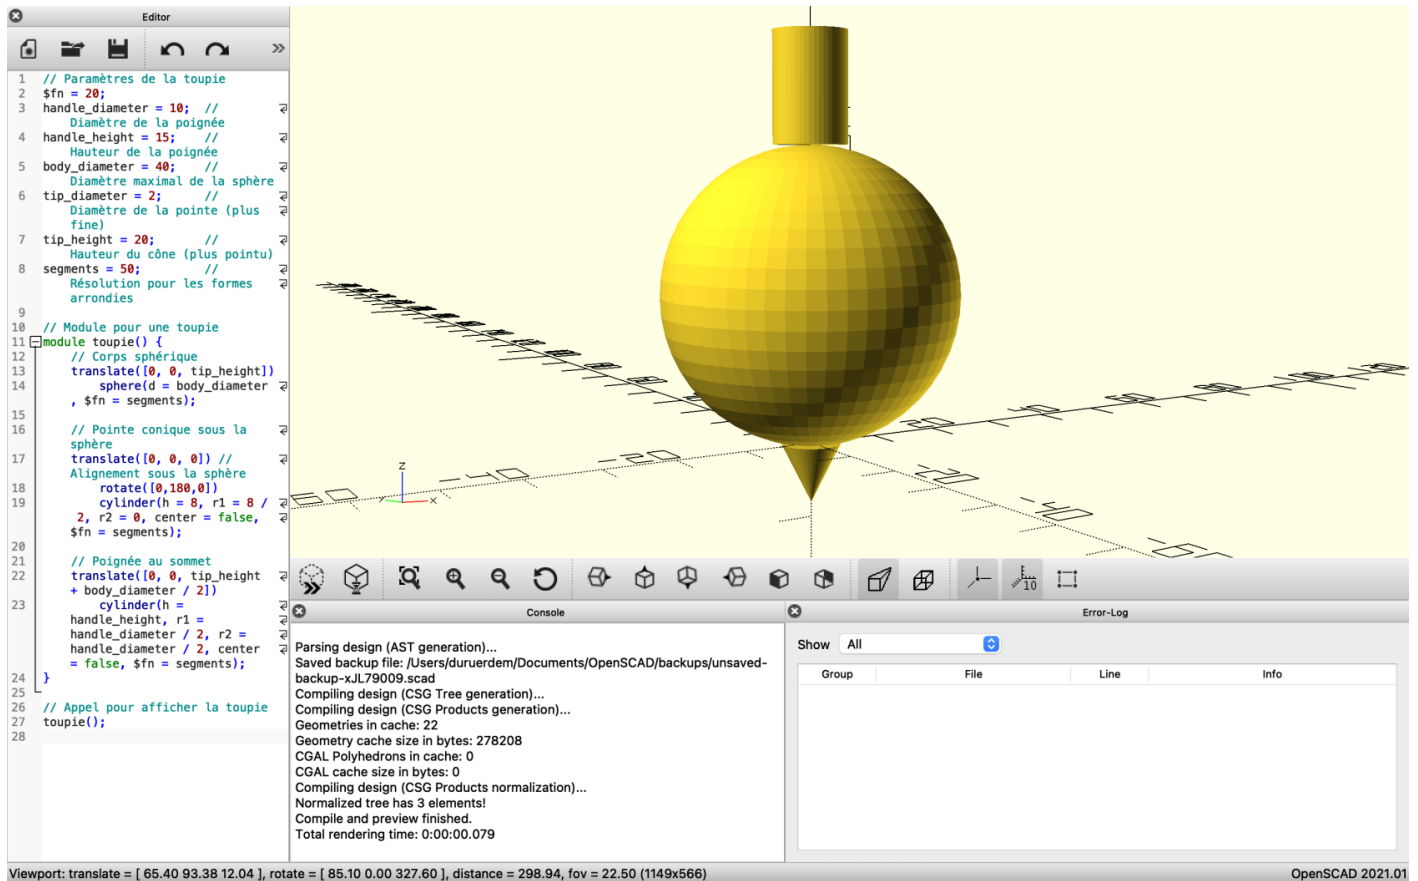 Editor
1 // Paramètres de la toupie
2 $fn = 20;
3 handle_diameter = 10; //
Diamètre de la poignée
4 handle_height = 15; //
Hauteur de la poignée
5 body_diameter = 40; //
Diamètre maximal de la sphère
6 tip_diameter = 2; //
Diamètre de la pointe (plus
fine)
7 tip_height = 20; //
Hauteur du cône (plus pointu)
8 segments = 50; //
Résolution pour les formes
arrondies
9
10 // Module pour une toupie
11 module toupie() {
12 // Corps sphérique
13 translate([0, 0, tip_height])
14 sphere(d = body_diameter
, $fn = segments);
15
16 // Pointe conique sous la
sphère
17 translate([0, 0, 0]) //
Alignement sous la sphère
18 rotate([0,180,0])
19 cylinder(h = 8, r1 = 8 /
2, r2 = 0, center = false,
$fn = segments);
20
21 // Poignée au sommet
22 translate([0, 0, tip_height
+ body_diameter / 2])
23 cylinder(h =
handle_height, r1 =
handle_diameter / 2, r2 =
handle_diameter / 2, center
= false, $fn = segments);
24 }
25
26 // Appel pour afficher la toupie
27 toupie();
28
Z
X
10
Console
Parsing design (AST generation)...
Saved backup file: /Users/duruerdem/Documents/OpenSCAD/backups/unsaved-
backup-xJL79009.scad
Compiling design (CSG Tree generation)...
Compiling design (CSG Products generation)...
Geometries in cache: 22
Geometry cache size in bytes: 278208
CGAL Polyhedrons in cache: 0
CGAL cache size in bytes: 0
Compiling design (CSG Products normalization)...
Normalized tree has 3 elements!
Compile and preview finished.
Total rendering time: 0:00:00.079
Error-Log
Show All
Group File Line Info
Viewport: translate = [ 65.40 93.38 12.04 ], rotate = [ 85.10 0.00 327.60 ], distance = 298.94, fov = 22.50 (1149x566)
OpenSCAD 2021.01